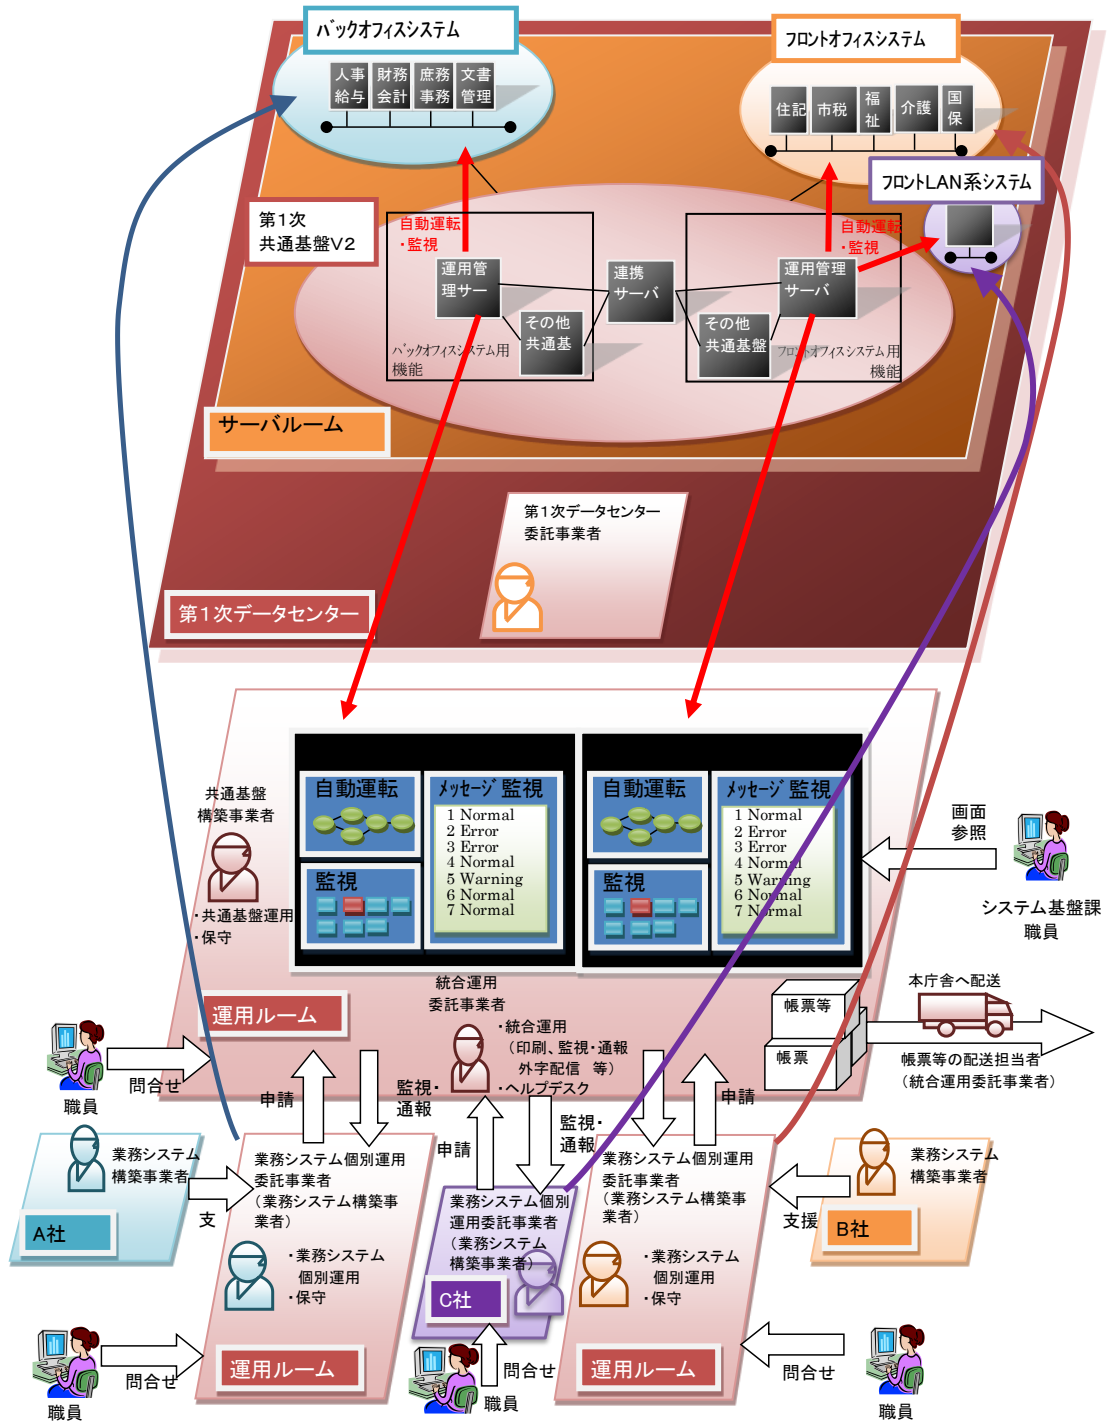 バックオフィスシステム
人事
給与
財務
会計
庶務
事務
文書
管理
フロントオフィスシステム
住記
市税
福
祉
介護
国
保
フロントLAN系システム
第１次
共通基盤V2
自動運転
・監視
自動運転
・監視
運用管
理サー
その他
共通基
バックオフィスシステム用
機能
連携
サーバ
運用管理
サーバ
その他
共通基盤
フロントオフィスシステム用
機能
サーバルーム
第１次データセンター
委託事業者
第１次データセンター
共通基盤
構築事業者
・共通基盤運用
・保守
自動運転
監視
メッセージ監視
1 Normal
2 Error
3 Error
4 Normal
5 Warning
6 Normal
7 Normal
自動運転
監視
メッセージ監視
1 Normal
2 Error
3 Error
4 Normal
5 Warning
6 Normal
7 Normal
画面
参照
システム基盤課
職員
統合運用
委託事業者
・統合運用
（印刷、監視・通報
外字配信　等）
・ヘルプデスク
運用ルーム
帳票等
帳票
本庁舎へ配送
帳票等の配送担当者
（統合運用委託事業者）
問合せ
職員
申請
監視・
通報
申請
監視・
通報
申請
業務システム
構築事業者
A社
支
業務システム個別運用
委託事業者
（業務システム構築事
業者）
・業務システム
個別運用
・保守
運用ルーム
業務システム個別
運用委託事業者
（業務システム
構築事業者）
C社
業務システム個別運用
委託事業者
（業務システム構築事
業者）
・業務システム
個別運用
・保守
運用ルーム
支援
業務システム
構築事業者
B社
問合せ
職員
問合せ
職員
問合せ
職員